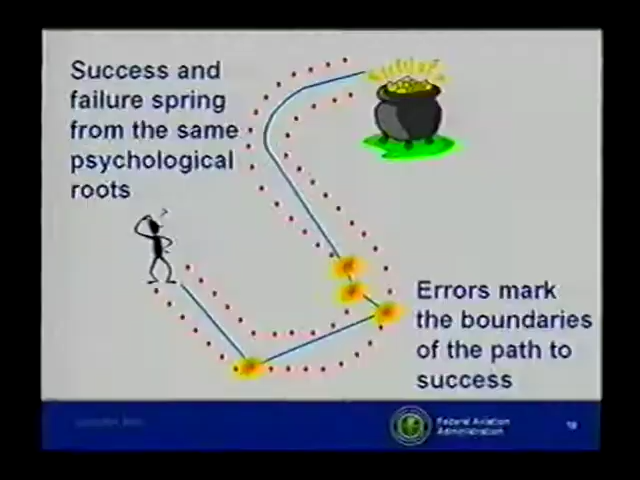 Success and
failure spring
from the same
psychological
roots
?
Errors mark
the boundaries
of the path to
success
Federal Aviation
Administration